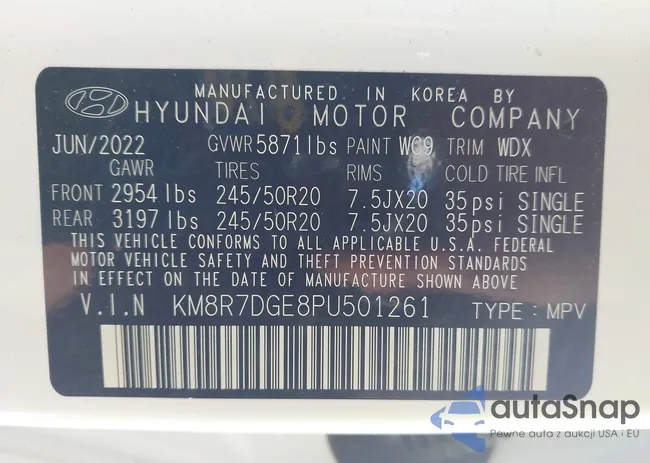 MANUFACTURED IN KOREA BY
HYUNDAI MOTOR COMPANY
JUN/2022 GVWR 5871lbs PAINT WC9 TRIM WDX
GAWR TIRES RIMS COLD TIRE INFL
FRONT 2954 lbs 245/50R20 7.5JX20 35psi SINGLE
REAR 3197 lbs 245/50R20 7.5JX20 35psi SINGLE
THIS VEHICLE CONFORMS TO ALL APPLICABLE U.S.A. FEDERAL
MOTOR VEHICLE SAFETY AND THEFT PREVENTION STANDARDS
IN EFFECT ON THE DATE OF MANUFACTURE SHOWN ABOVE.
V.I.N KM8R7DGE8PU501261 TYPE : MPV
autaSnap
Pewne auta z aukcji USA i EU